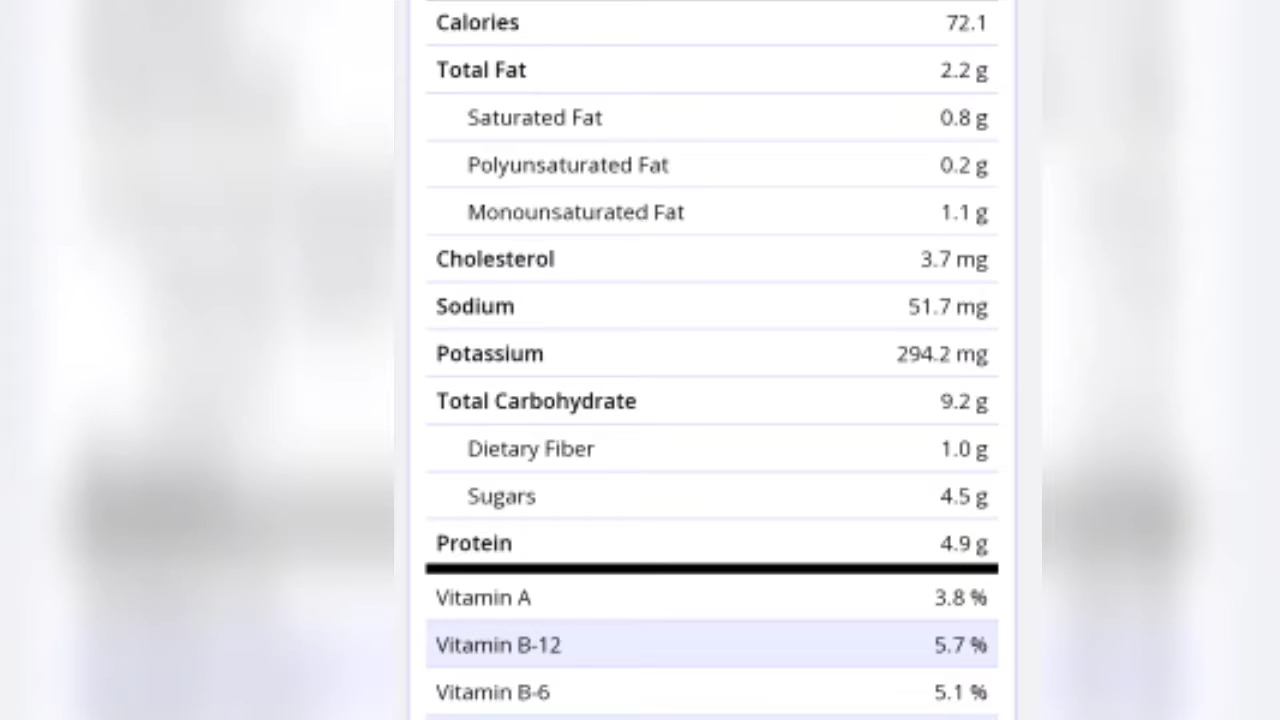 Calories 72.1
Total Fat 2.2 g
Saturated Fat 0.8 g
Polyunsaturated Fat 0.2 g
Monounsaturated Fat 1.1 g
Cholesterol 3.7 mg
Sodium 51.7 mg
Potassium 294.2 mg
Total Carbohydrate 9.2 g
Dietary Fiber 1.0 g
Sugars 4.5 g
Protein 4.9 g
Vitamin A 3.8 %
Vitamin B-12 5.7 %
Vitamin B-6 5.1 %